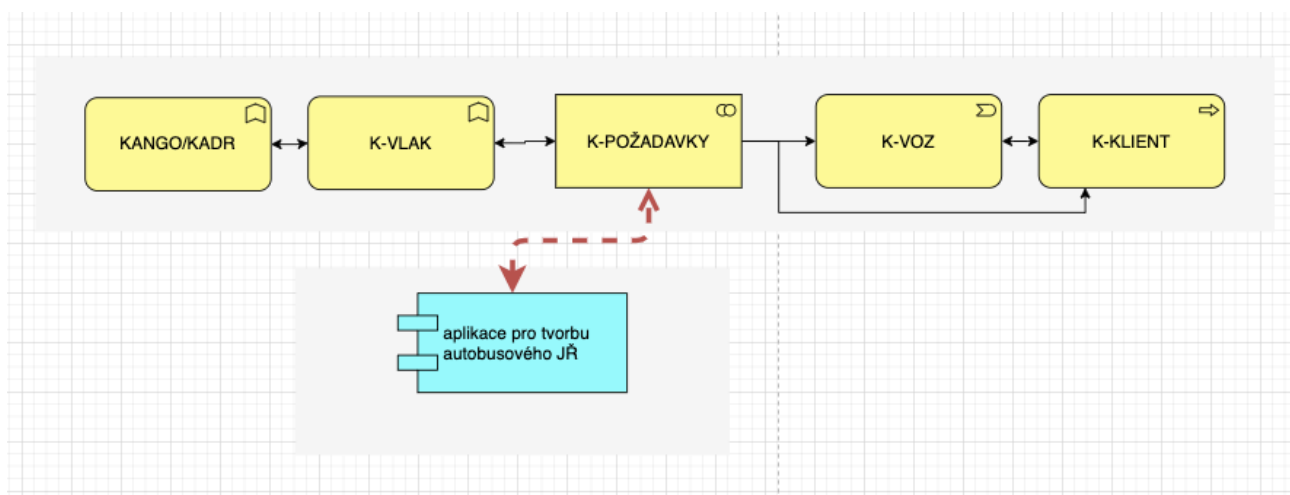 KANGO/KADR
K-VLAK
K-POŽADAVKY
K-VOZ
K-KLIENT
aplikace pro tvorbu
autobusového JŘ